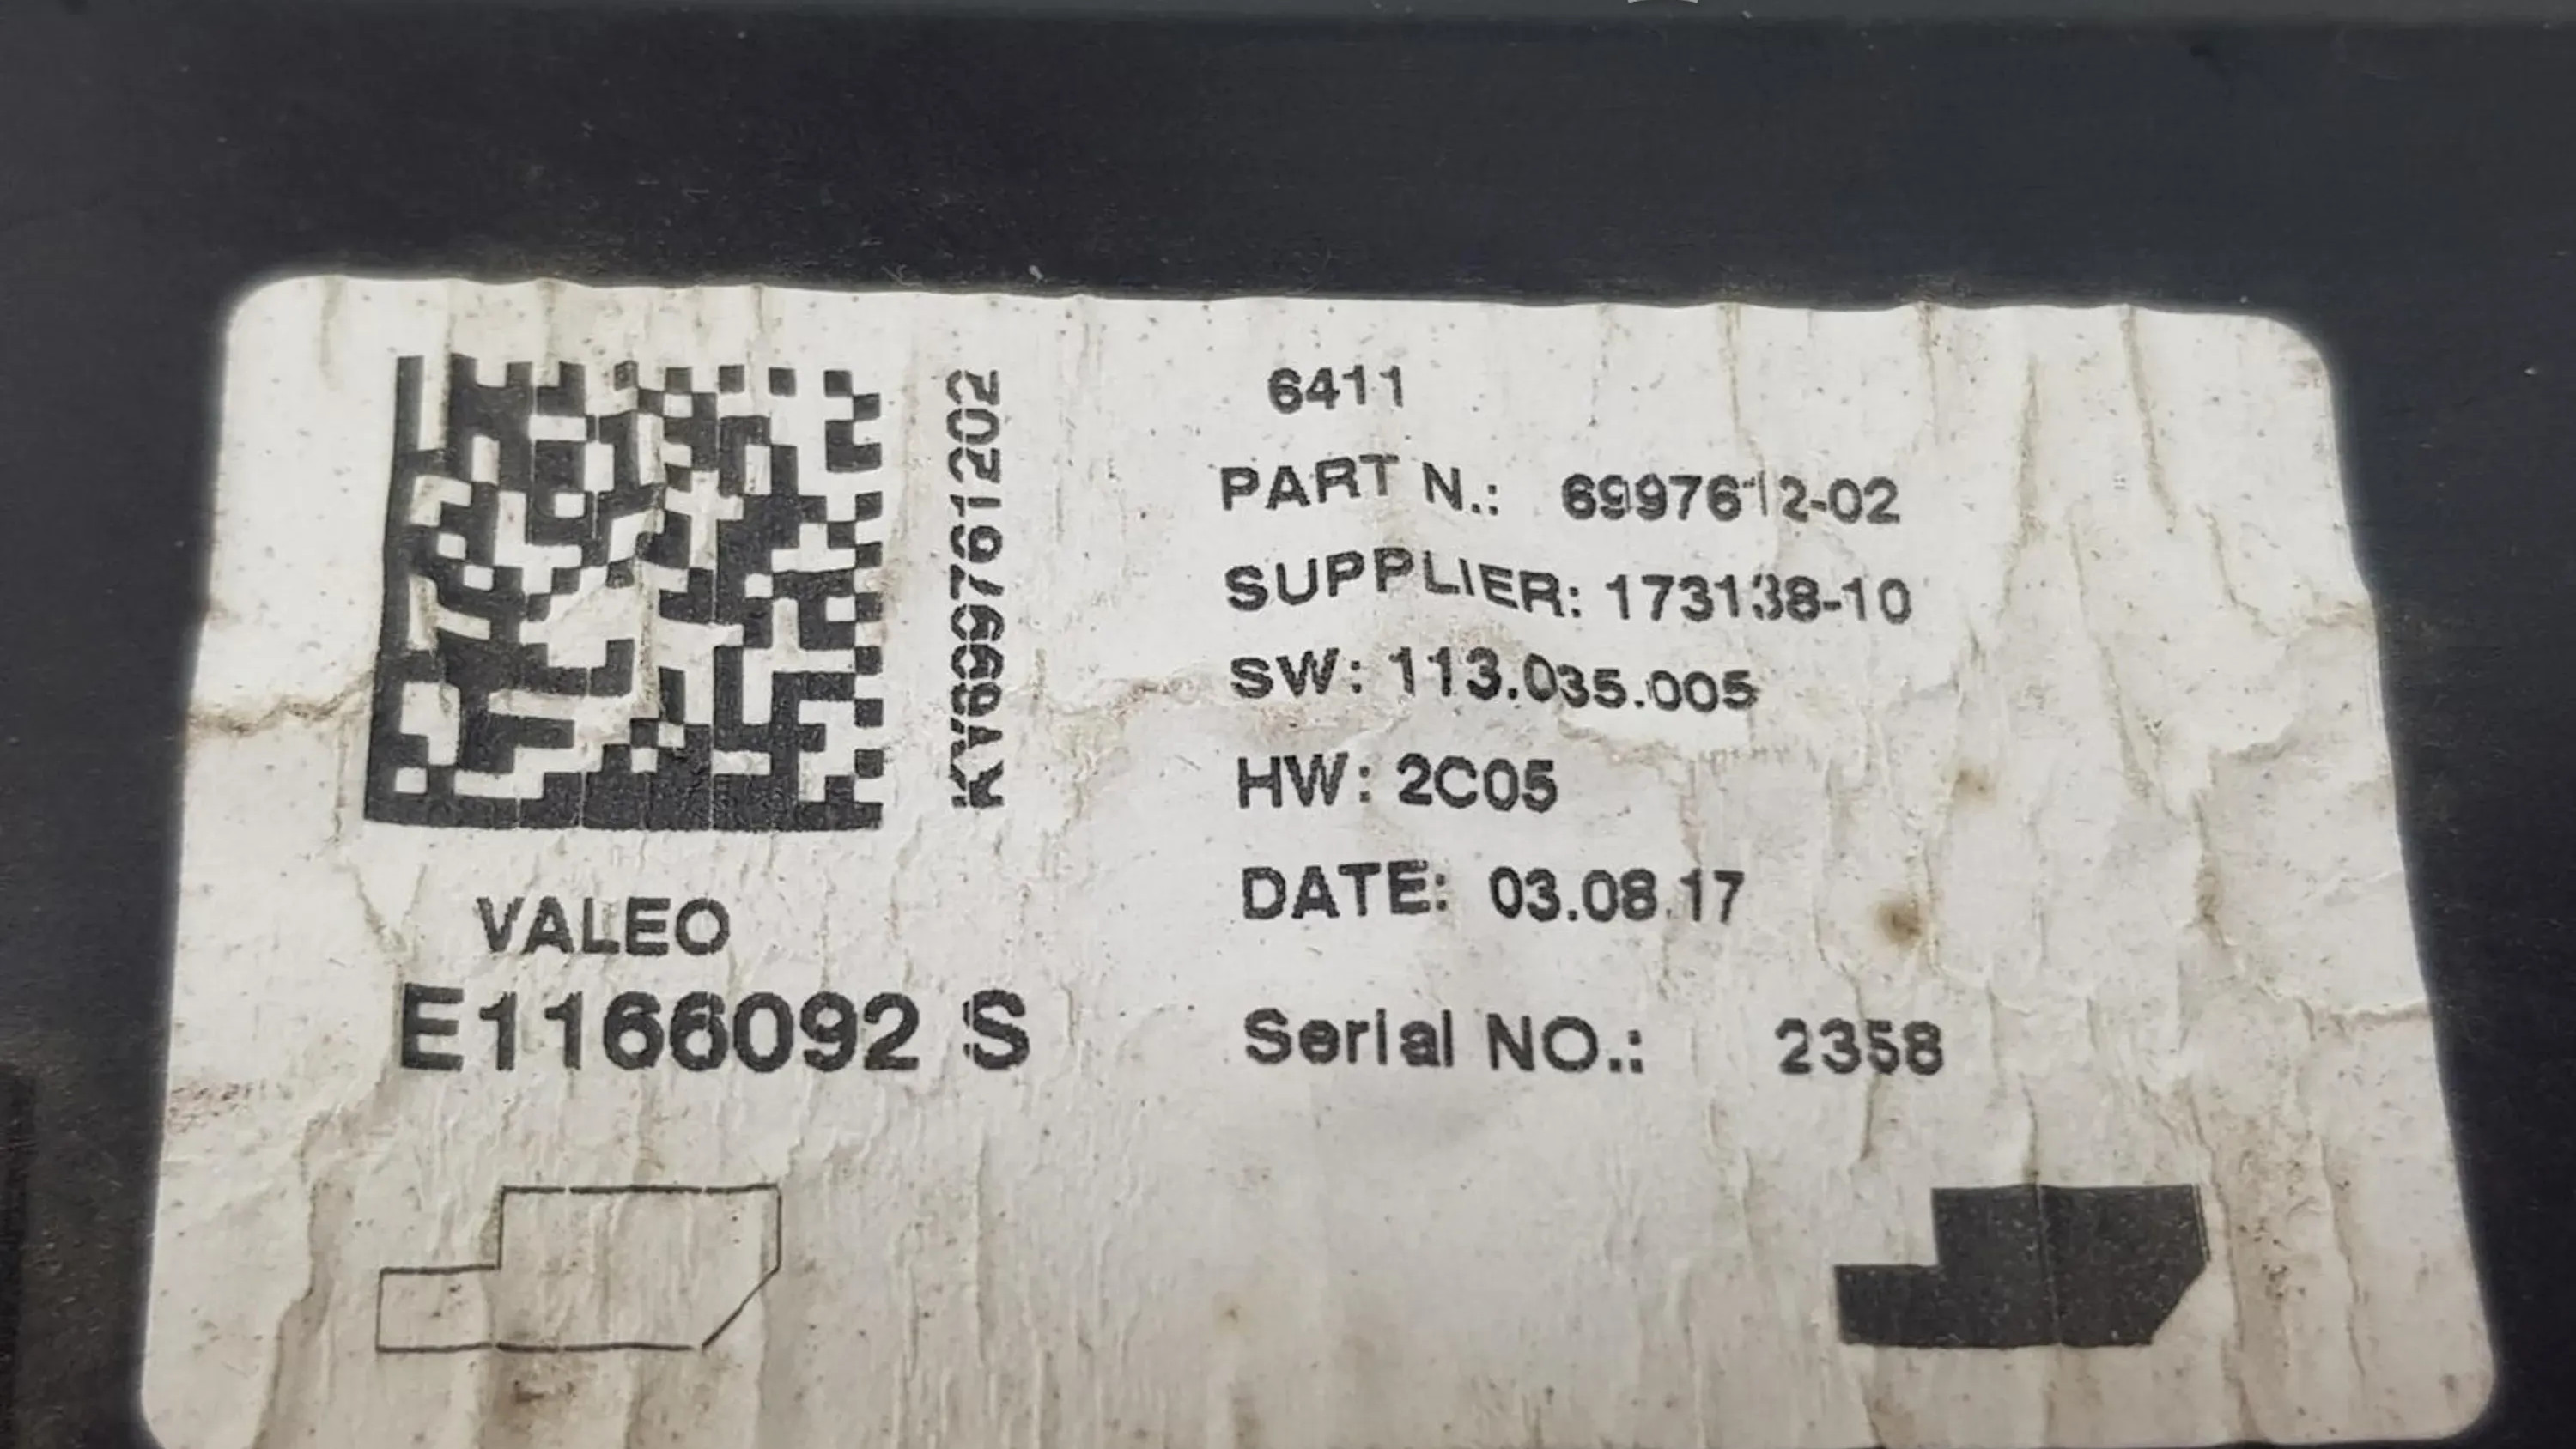 KV699761202
6411
PART N.: 6997612-02
SUPPLIER: 173138-10
SW: 113.035.005
HW: 2C05
DATE: 03.08.17
VALEO
E1166092 S
Serial NO.: 2358